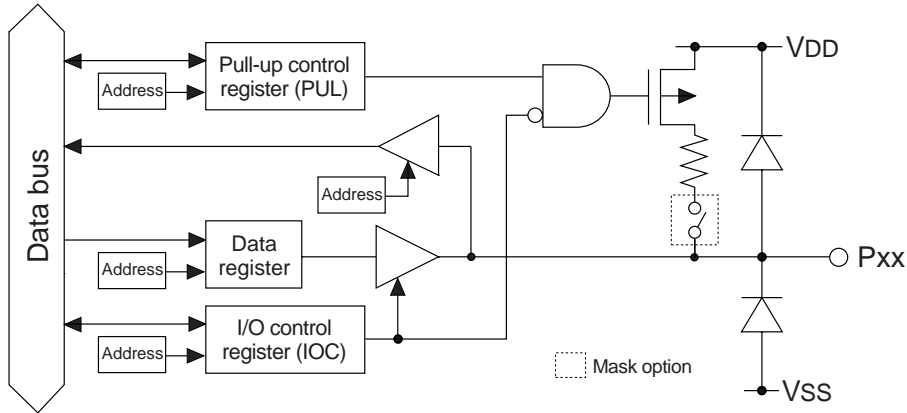 VDD
Pull-up control
register (PUL)
Address
Address
Data bus
Data
register
Address
Pxx
I/O control
register (IOC)
Address
Mask option
VSS